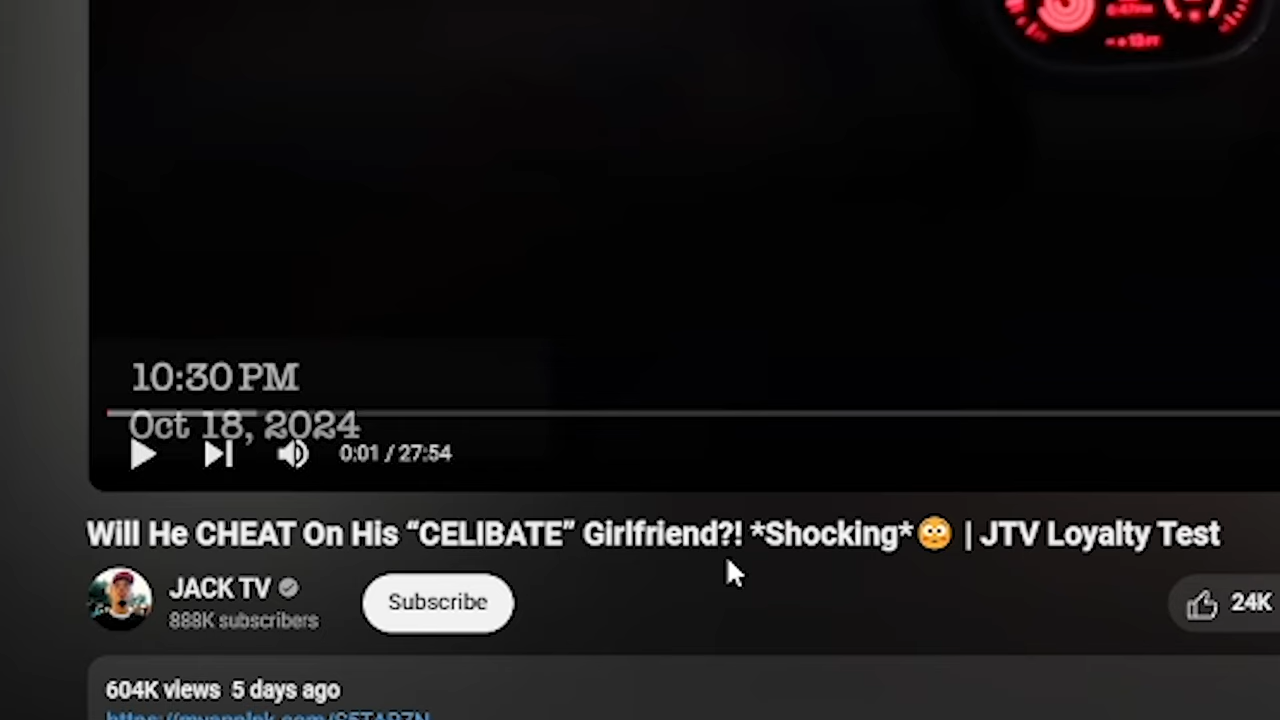 10:30 PM
Oct 18, 2024
0:01 / 27:54
Will He CHEAT On His “CELIBATE” Girlfriend?! *Shocking*😳 | JTV Loyalty Test
JACK TV
888K subscribers
Subscribe
24K
604K views 5 days ago